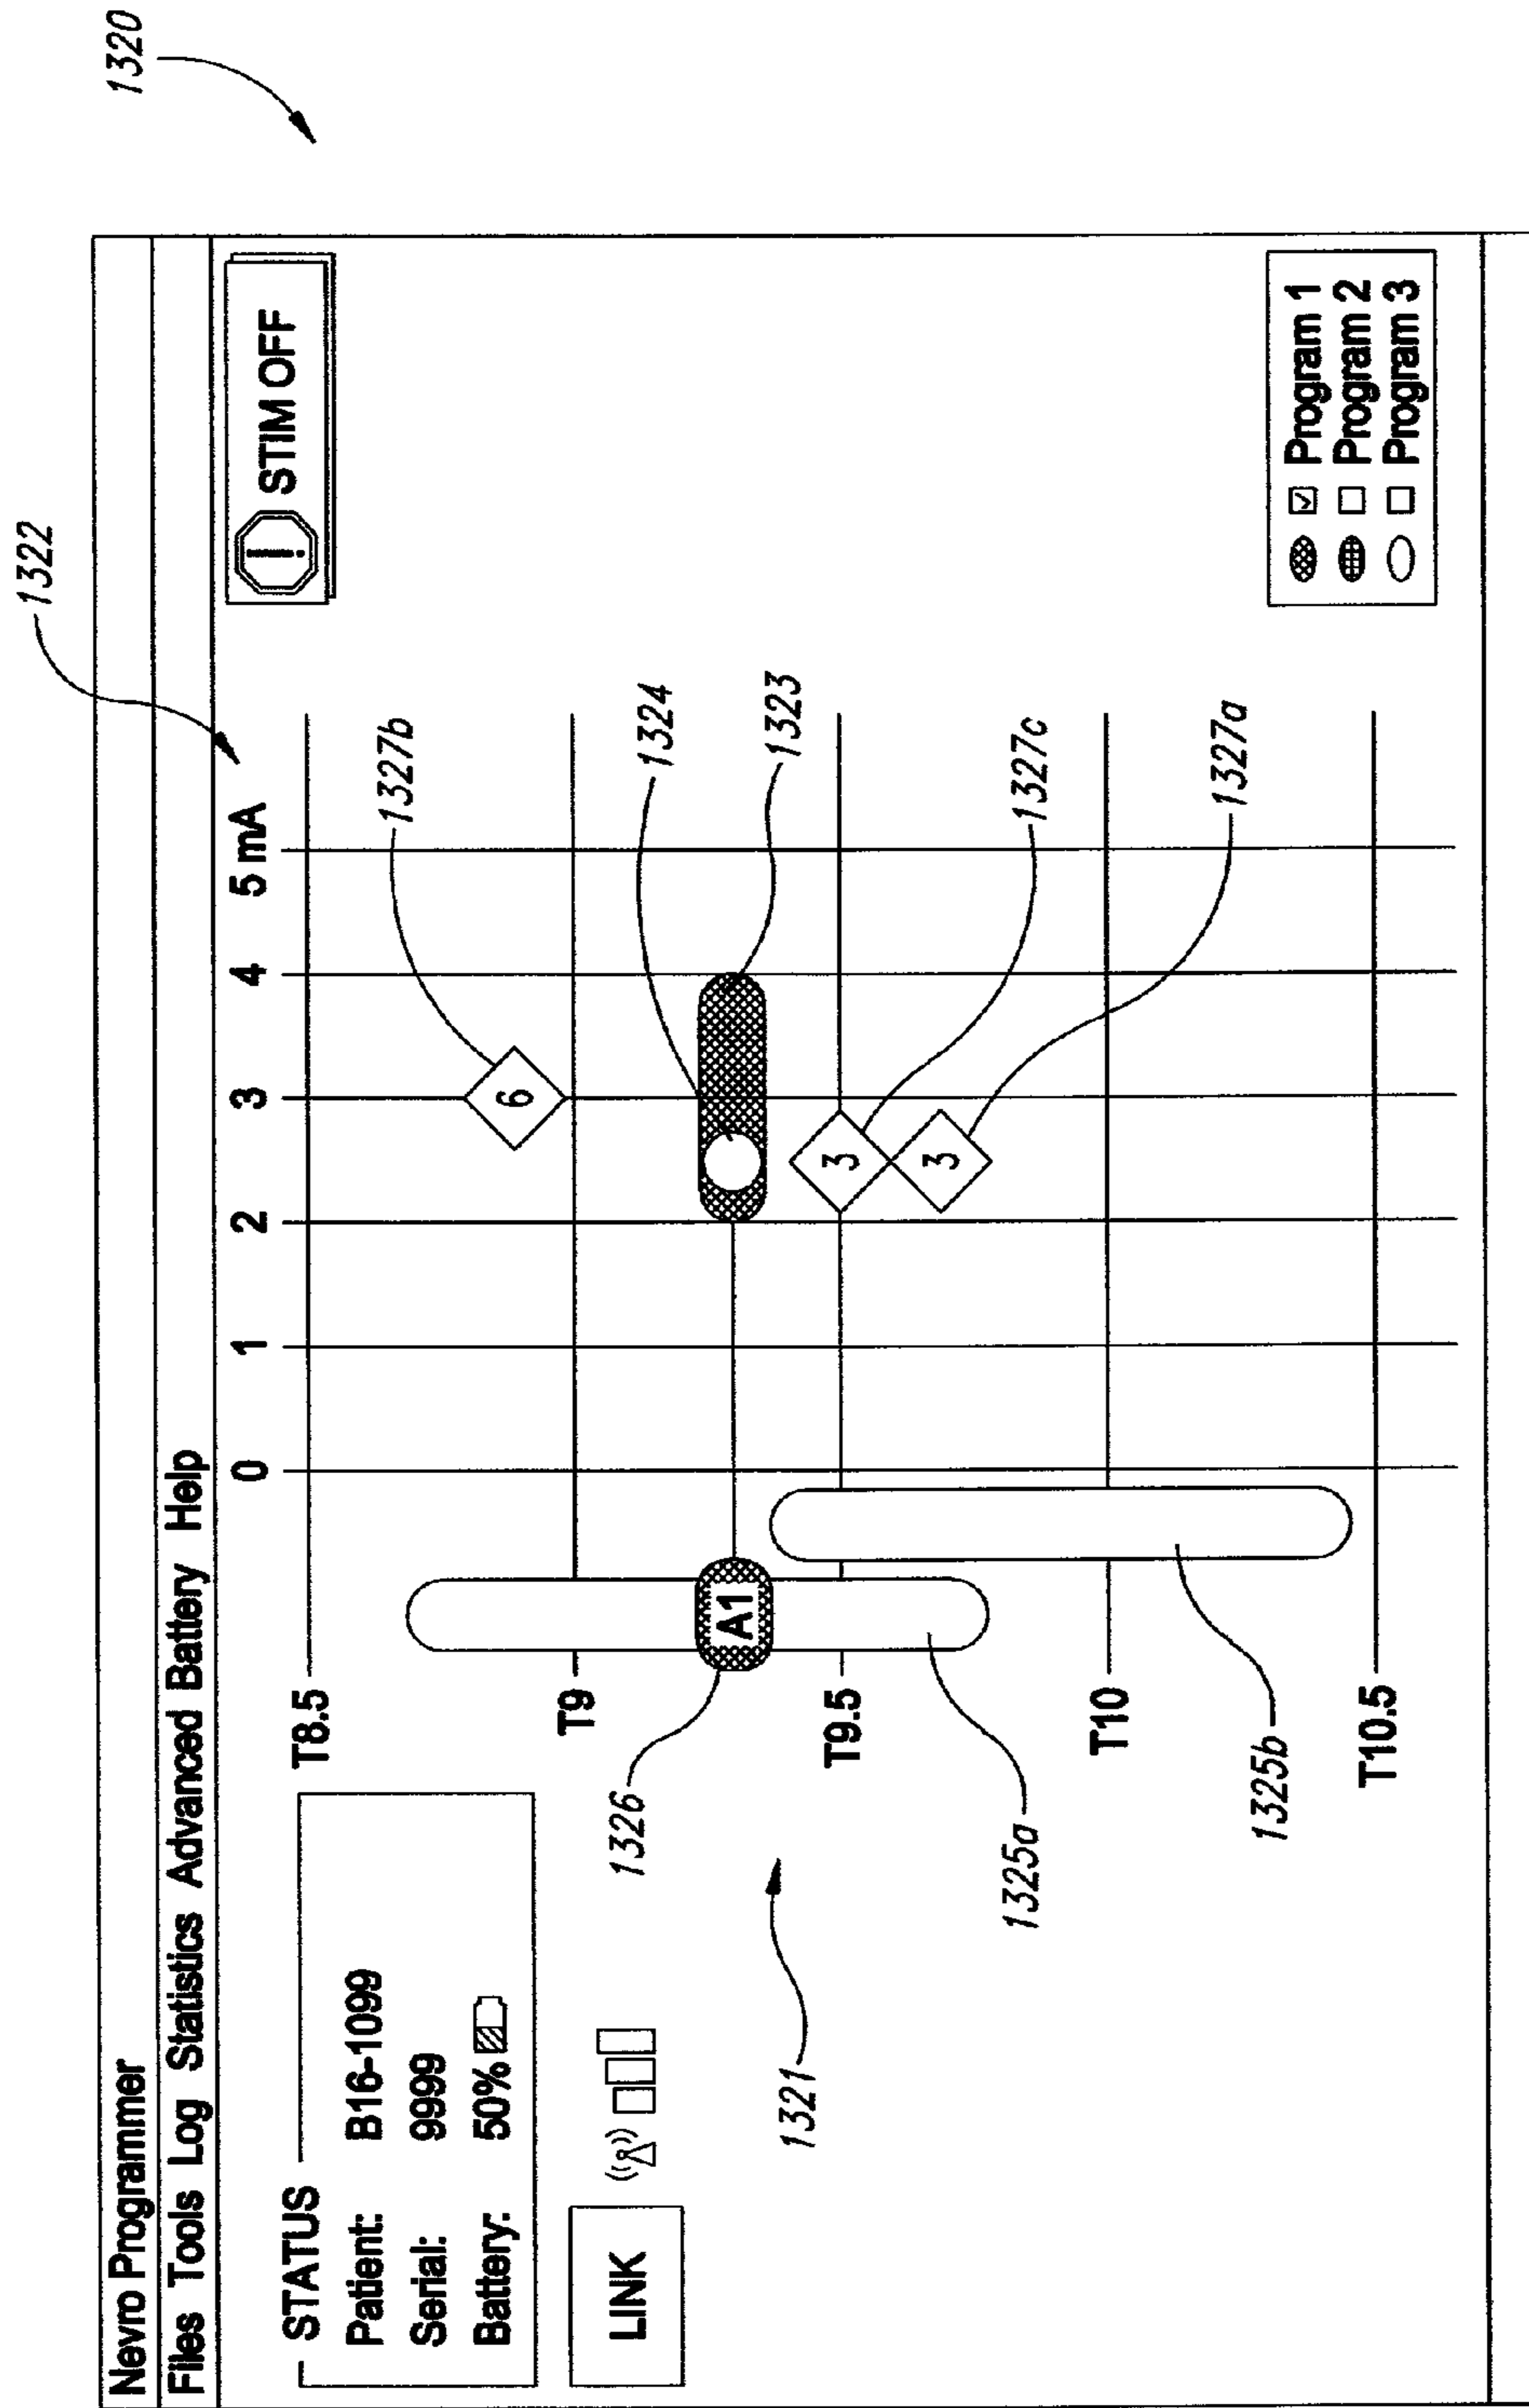 1320
1322
Nevro Programmer
Files Tools Log Statistics Advanced Battery Help
STATUS
Patient: B16-1099
Serial: 9999
Battery: 50%
LINK
STIM OFF
0 1 2 3 4 5 mA
T8.5
T9
T9.5
T10
T10.5
A1
6
3
3
1327b
1324
1323
1327c
1327a
1326
1321
1325a
1325b
Program 1
Program 2
Program 3